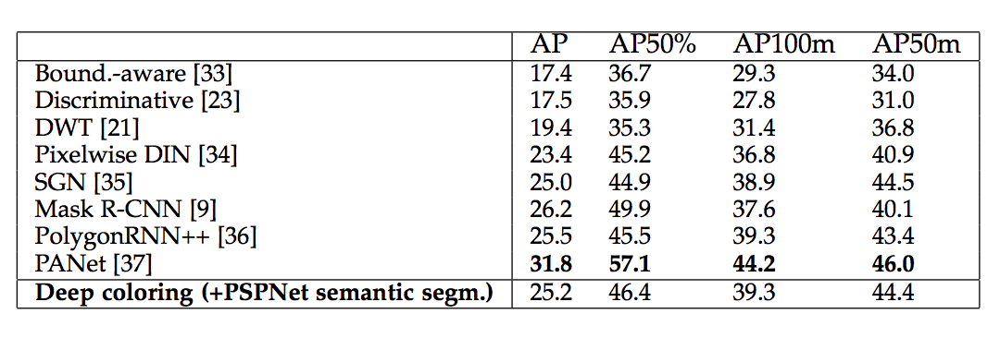 AP AP50% AP100m AP50m
Bound.-aware [33] 17.4 36.7 29.3 34.0
Discriminative [23] 17.5 35.9 27.8 31.0
DWT [21] 19.4 35.3 31.4 36.8
Pixelwise DIN [34] 23.4 45.2 36.8 40.9
SGN [35] 25.0 44.9 38.9 44.5
Mask R-CNN [9] 26.2 49.9 37.6 40.1
PolygonRNN++ [36] 25.5 45.5 39.3 43.4
PANet [37] 31.8 57.1 44.2 46.0
Deep coloring (+PSPNet semantic segm.) 25.2 46.4 39.3 44.4